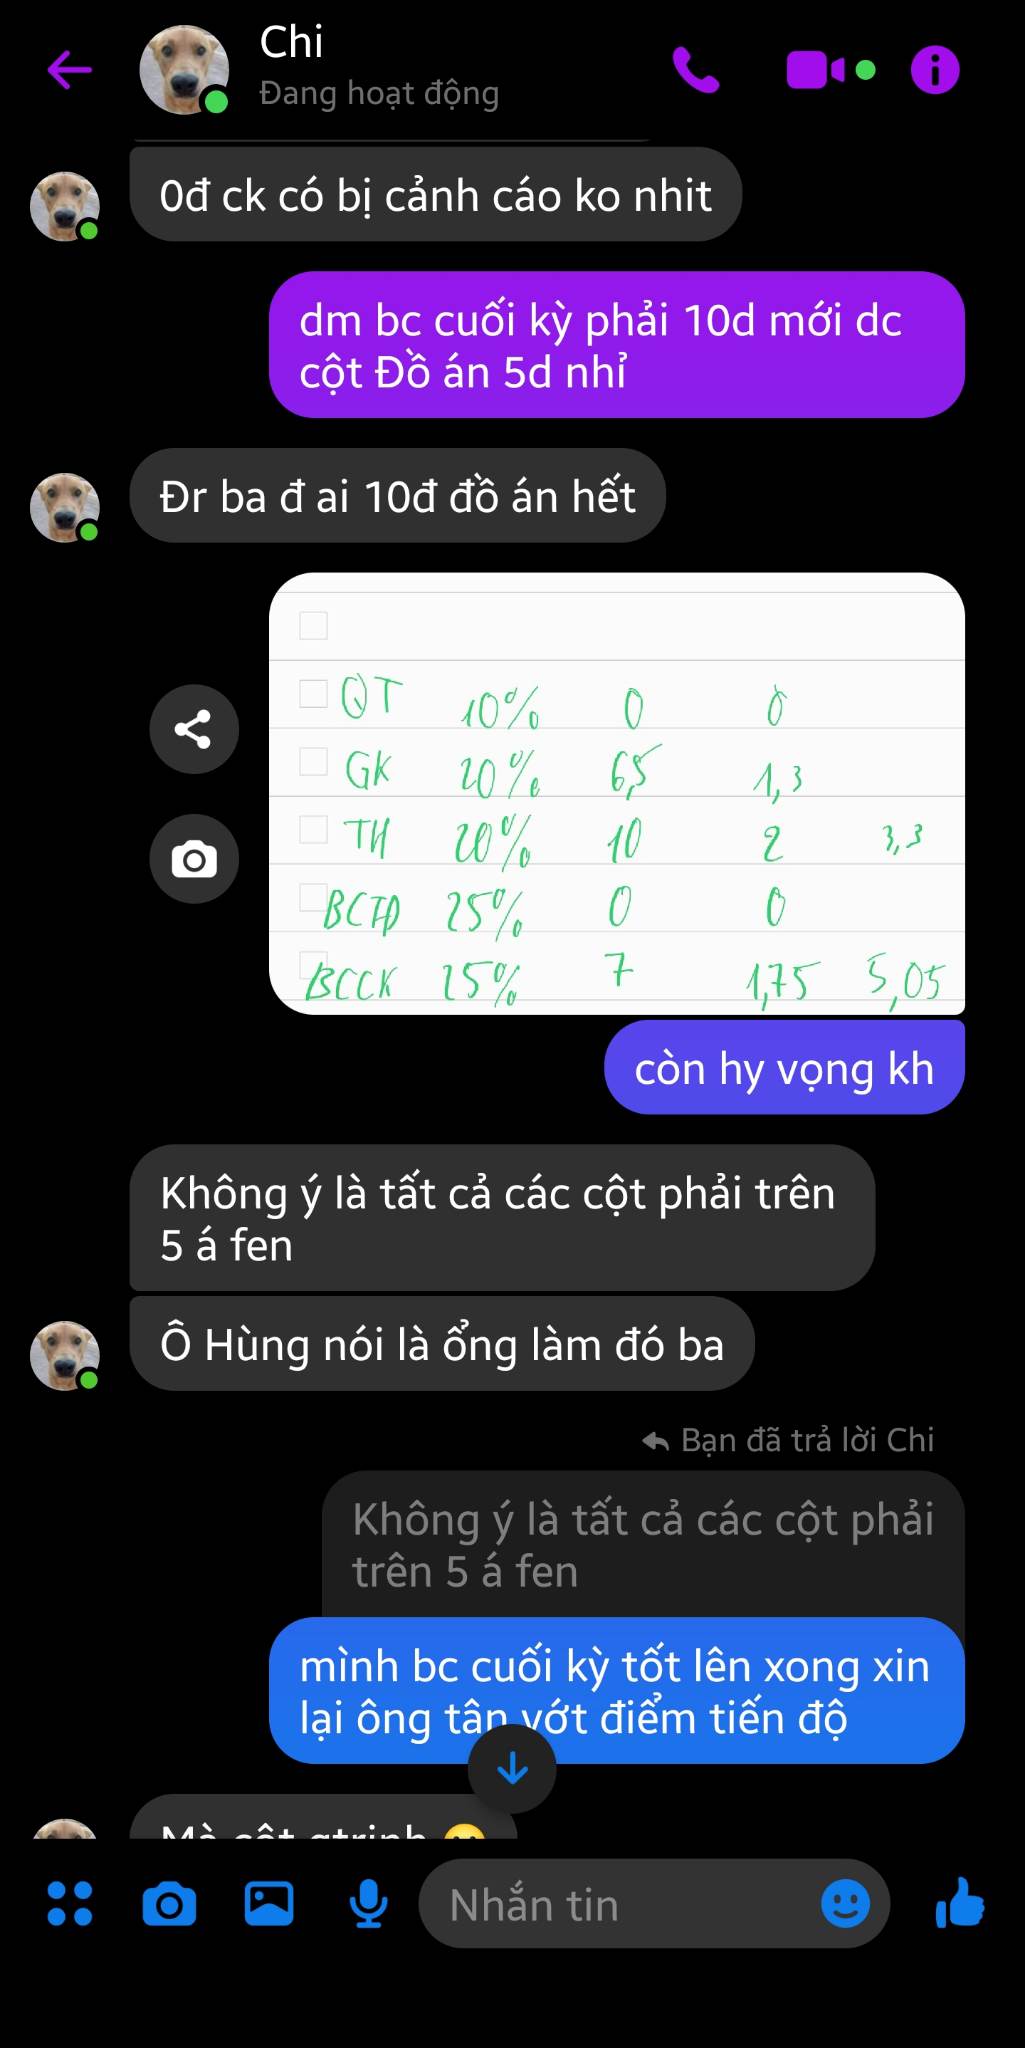 Chi
Đang hoạt động
0đ ck có bị cảnh cáo ko nhit
dm bc cuối kỳ phải 10d mới dc
cột Đồ án 5d nhỉ
Đr ba đ ai 10đ đồ án hết
QT 10% 0 0
GK 20% 6,5 1,3
TH 20% 10 2 3,3
BCTĐ 25% 0 0
BCCK 25% 7 1,75 5,05
còn hy vọng kh
Không ý là tất cả các cột phải trên
5 á fen
Ô Hùng nói là ổng làm đó ba
Bạn đã trả lời Chi
Không ý là tất cả các cột phải
trên 5 á fen
mình bc cuối kỳ tốt lên xong xin
lại ông tân vớt điểm tiến độ
Mà cột qtrinh
Nhắn tin